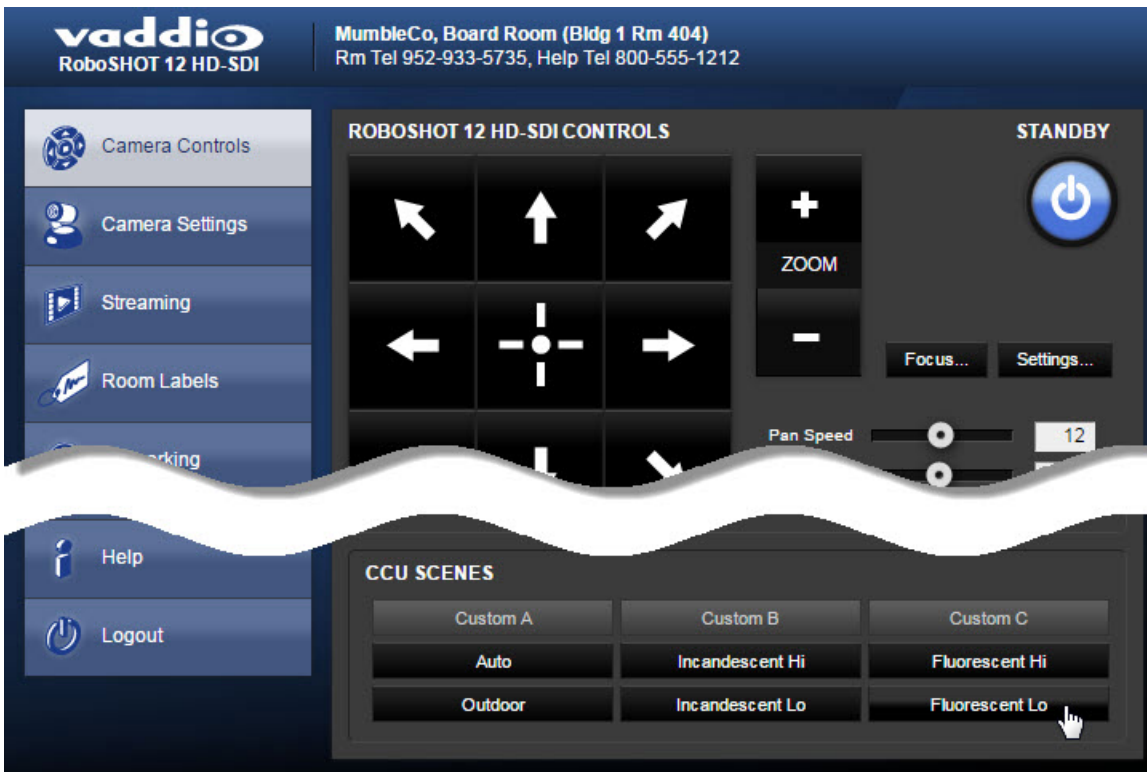 vaddio
RoboSHOT 12 HD-SDI
MumbleCo, Board Room (Bldg 1 Rm 404)
Rm Tel 952-933-5735, Help Tel 800-555-1212
Camera Controls
Camera Settings
Streaming
Room Labels
Help
Logout
ROBOSHOT 12 HD-SDI CONTROLS
STANDBY
ZOOM
Focus...
Settings...
Pan Speed
12
CCU SCENES
Custom A
Custom B
Custom C
Auto
Incandescent Hi
Fluorescent Hi
Outdoor
Incandescent Lo
Fluorescent Lo